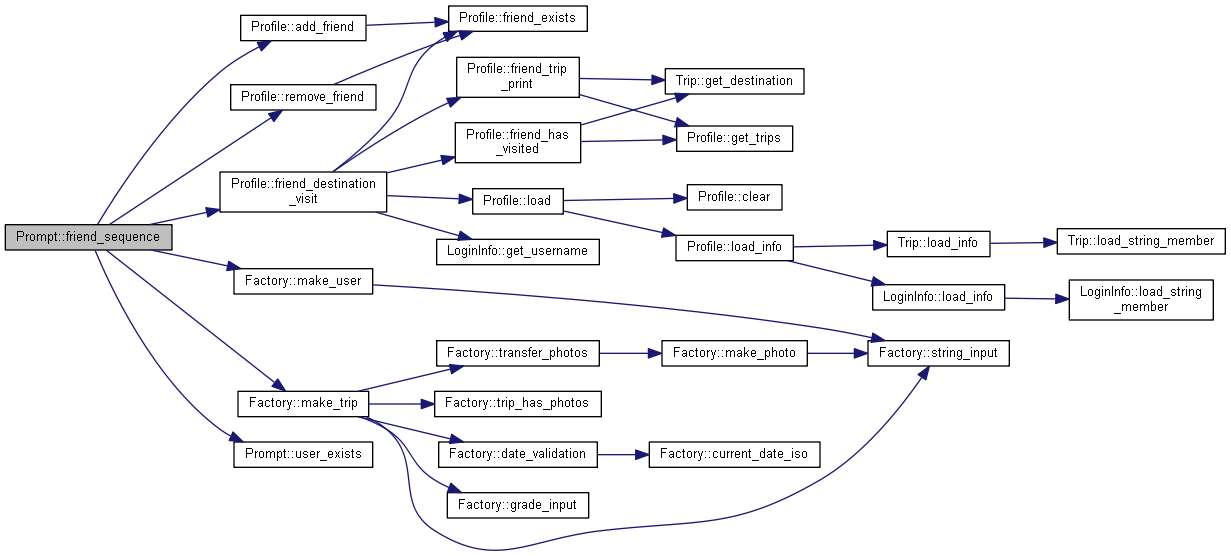 Profile::add_friend
Profile::friend_exists
Profile::friend_trip
_print
Trip::get_destination
Profile::remove_friend
Profile::friend_has
_visited
Profile::get_trips
Profile::friend_destination
_visit
Profile::load
Profile::clear
Prompt::friend_sequence
LoginInfo::get_username
Profile::load_info
Trip::load_info
Trip::load_string_member
Factory::make_user
LoginInfo::load_info
LoginInfo::load_string
_member
Factory::transfer_photos
Factory::make_photo
Factory::string_input
Factory::make_trip
Factory::trip_has_photos
Prompt::user_exists
Factory::date_validation
Factory::current_date_iso
Factory::grade_input